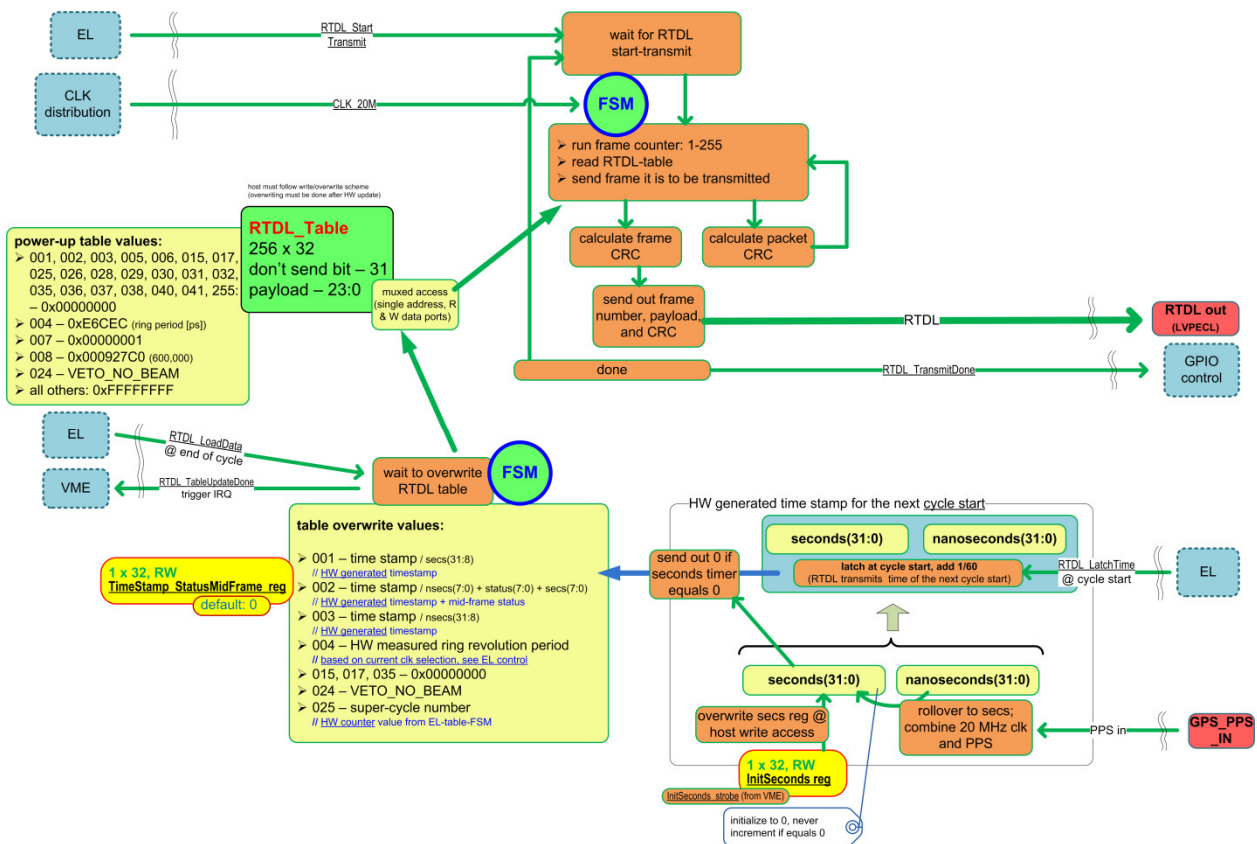 EL
RTDL_Start
Transmit
wait for RTDL
start-transmit
CLK
distribution
CLK_20M
FSM
➢ run frame counter: 1-255
➢ read RTDL-table
➢ send frame it is to be transmitted
host must follow write/overwrite scheme
(overwriting must be done after HW update)
RTDL_Table
256 x 32
don't send bit – 31
payload – 23:0
muxed access
(single address, R
& W data ports)
power-up table values:
➢ 001, 002, 003, 005, 006, 015, 017,
025, 026, 028, 029, 030, 031, 032,
035, 036, 037, 038, 040, 041, 255:
– 0x00000000
➢ 004 – 0xE6CEC (ring period [ps])
➢ 007 – 0x00000001
➢ 008 – 0x000927C0 (600,000)
➢ 024 – VETO_NO_BEAM
➢ all others: 0xFFFFFFFF
calculate frame
CRC
calculate packet
CRC
send out frame
number, payload,
and CRC
RTDL
RTDL out
(LVPECL)
done
RTDL_TransmitDone
GPIO
control
EL
RTDL_LoadData
@ end of cycle
VME
RTDL_TableUpdateDone
trigger IRQ
wait to overwrite
RTDL table
FSM
table overwrite values:
➢ 001 – time stamp / secs(31:8)
// HW generated timestamp
➢ 002 – time stamp / nsecs(7:0) + status(7:0) + secs(7:0)
// HW generated timestamp + mid-frame status
➢ 003 – time stamp / nsecs(31:8)
// HW generated timestamp
➢ 004 – HW measured ring revolution period
// based on current clk selection, see EL control
➢ 015, 017, 035 – 0x00000000
➢ 024 – VETO_NO_BEAM
➢ 025 – super-cycle number
// HW counter value from EL-table-FSM
1 x 32, RW
TimeStamp_StatusMidFrame_reg
default: 0
HW generated time stamp for the next cycle start
send out 0 if
seconds timer
equals 0
seconds(31:0)
nanoseconds(31:0)
latch at cycle start, add 1/60
(RTDL transmits time of the next cycle start)
RTDL_LatchTime
@ cycle start
EL
seconds(31:0)
nanoseconds(31:0)
overwrite secs reg @
host write access
rollover to secs;
combine 20 MHz clk
and PPS
PPS in
GPS_PPS
_IN
1 x 32, RW
InitSeconds reg
InitSeconds_strobe (from VME)
initialize to 0, never
increment if equals 0